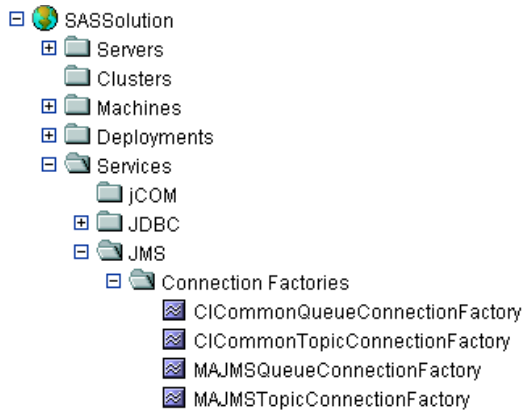 SASSolution
Servers
Clusters
Machines
Deployments
Services
jCOM
JDBC
JMS
Connection Factories
CICommonQueueConnectionFactory
CICommonTopicConnectionFactory
MAJMSQueueConnectionFactory
MAJMSTopicConnectionFactory